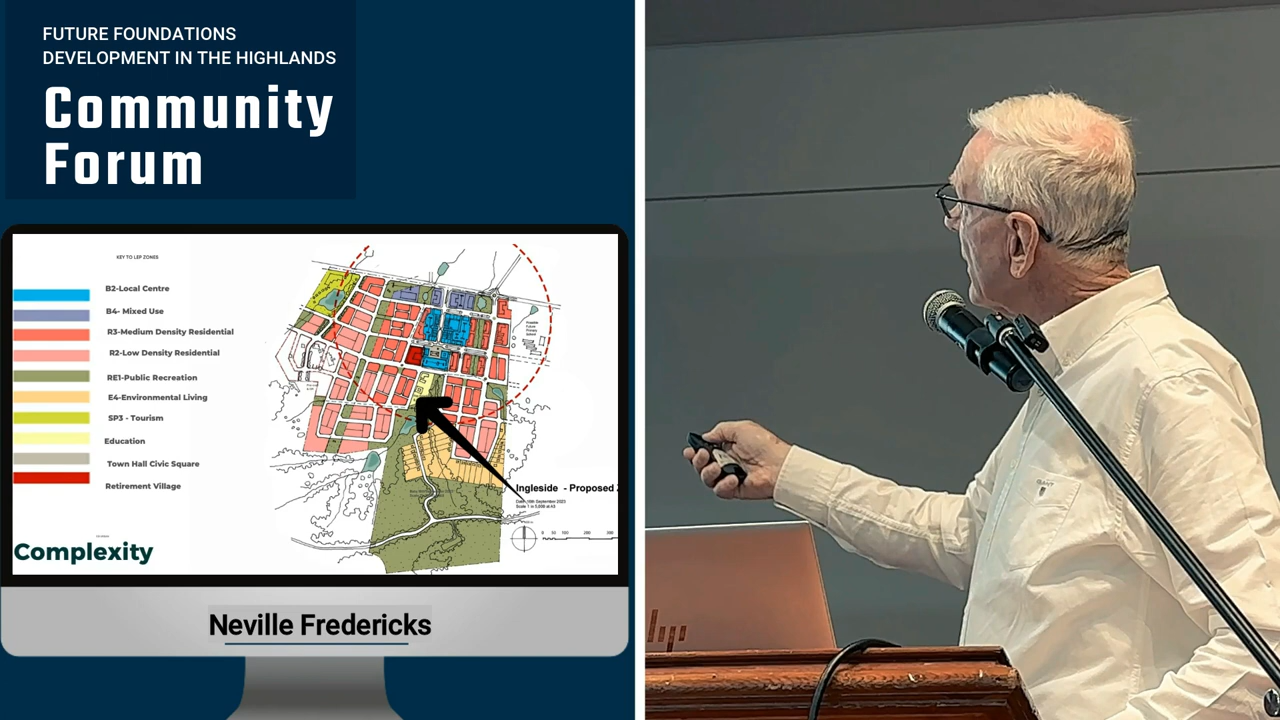 FUTURE FOUNDATIONS
DEVELOPMENT IN THE HIGHLANDS
Community
Forum
KEY TO LEP ZONES
B2-Local Centre
B4- Mixed Use
R3-Medium Density Residential
R2-Low Density Residential
RE1-Public Recreation
E4-Environmental Living
SP3 - Tourism
Education
Town Hall Civic Square
Retirement Village
Ingleside - Proposed
Complexity
Neville Fredericks
hp